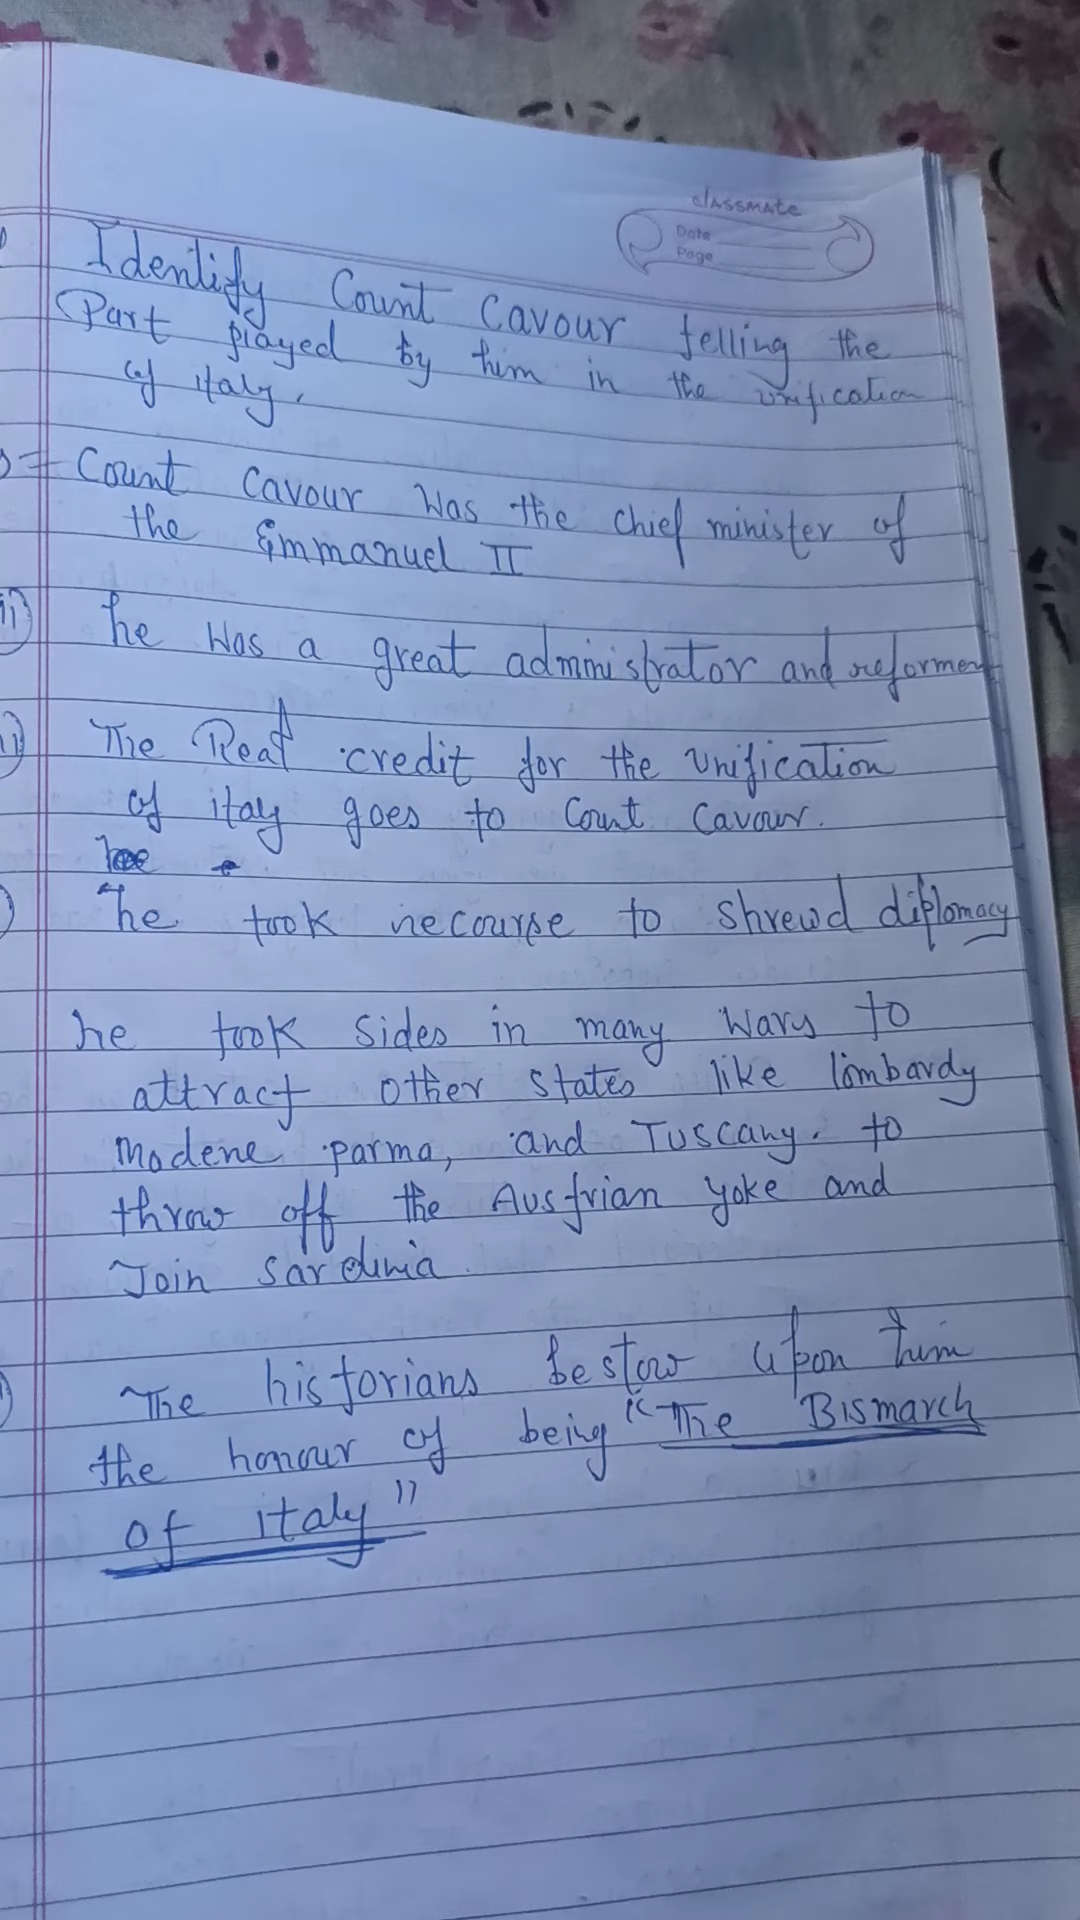 classmate
Date
Page
Identify Count Cavour telling the
Part played by him in the unification
of italy.
Count Cavour Was the chief minister of
the Emmanuel II
ii) he was a great administrator and reformer
The Real credit for the unification
of italy goes to Count Cavour.
he took recourse to shrewd diplomacy
he took sides in many wars to
attract other states like lombardy
Modene parma, and Tuscany. to
throw off the Austrian yoke and
Join sardinia.
The historians bestow upon him
the honour of being "The Bismarch
of italy"